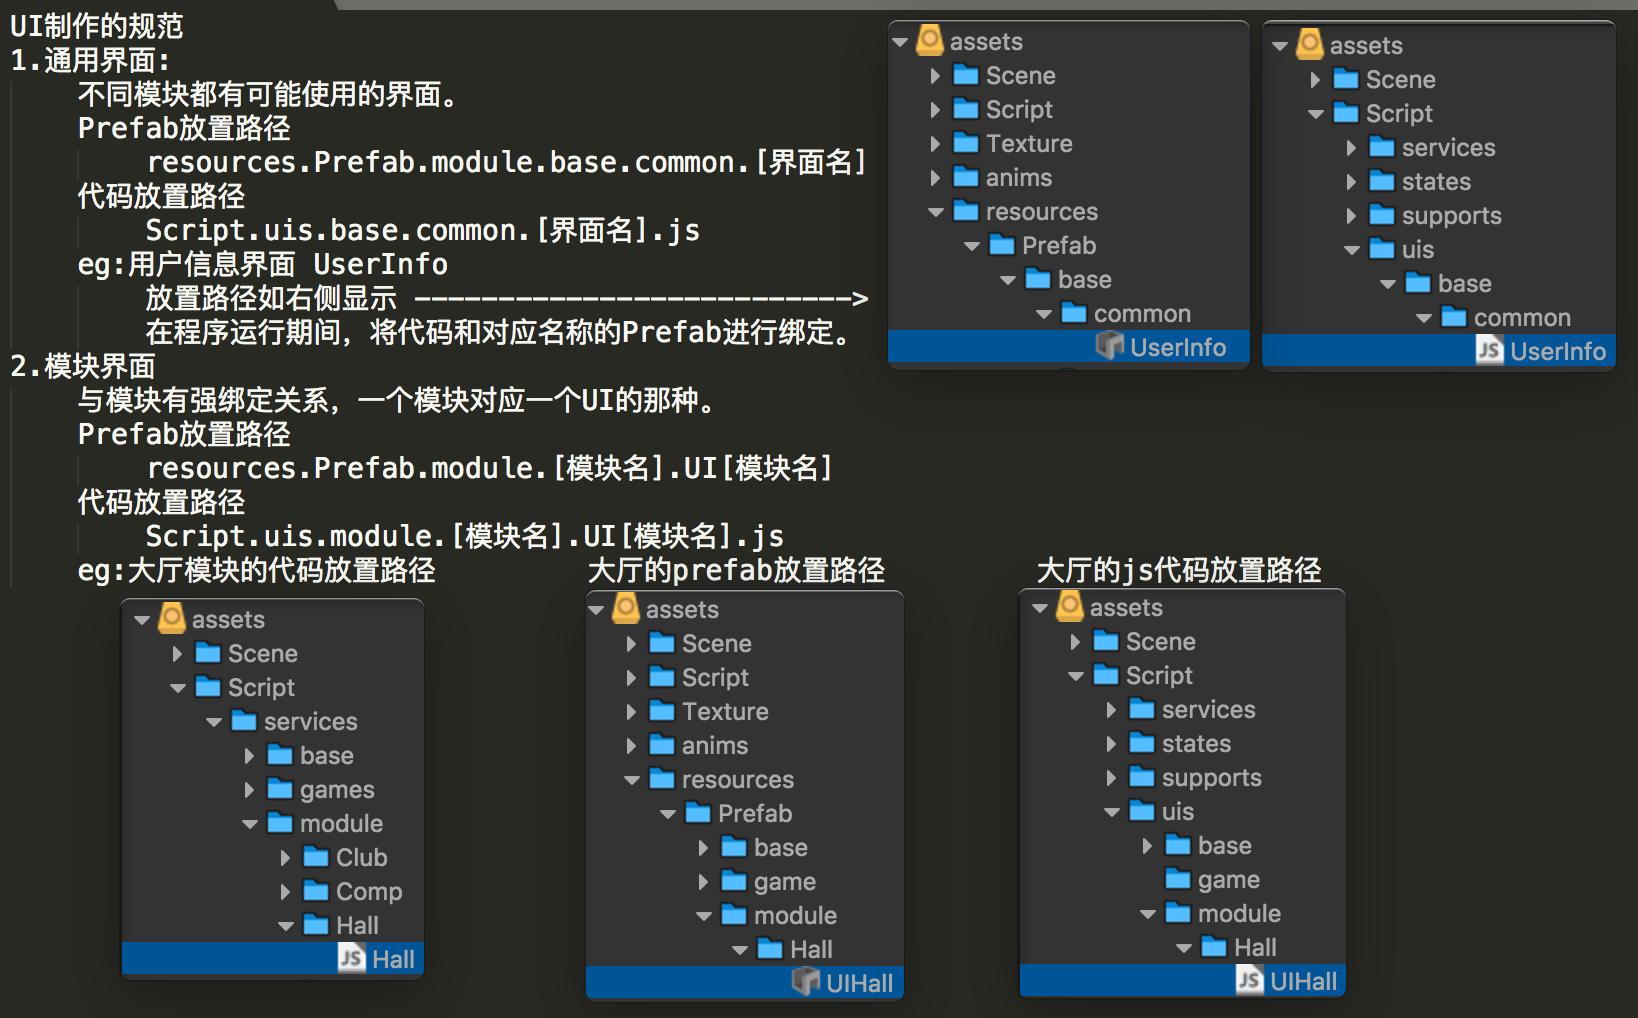 UI制作的规范
1.通用界面:
不同模块都有可能使用的界面。
Prefab放置路径
resources.Prefab.module.base.common.[界面名]
代码放置路径
Script.uis.base.common.[界面名].js
eg:用户信息界面 UserInfo
放置路径如右侧显示 -------------------------->
在程序运行期间，将代码和对应名称的Prefab进行绑定。
assets
Scene
Script
Texture
anims
resources
Prefab
base
common
UserInfo
assets
Scene
Script
services
states
supports
uis
base
common
JS UserInfo
2.模块界面
与模块有强绑定关系，一个模块对应一个UI的那种。
Prefab放置路径
resources.Prefab.module.[模块名].UI[模块名]
代码放置路径
Script.uis.module.[模块名].UI[模块名].js
eg:大厅模块的代码放置路径
assets
Scene
Script
services
base
games
module
Club
Comp
Hall
JS Hall
大厅的prefab放置路径
assets
Scene
Script
Texture
anims
resources
Prefab
base
game
module
Hall
UIHall
大厅的js代码放置路径
assets
Scene
Script
services
states
supports
uis
base
game
module
Hall
JS UIHall